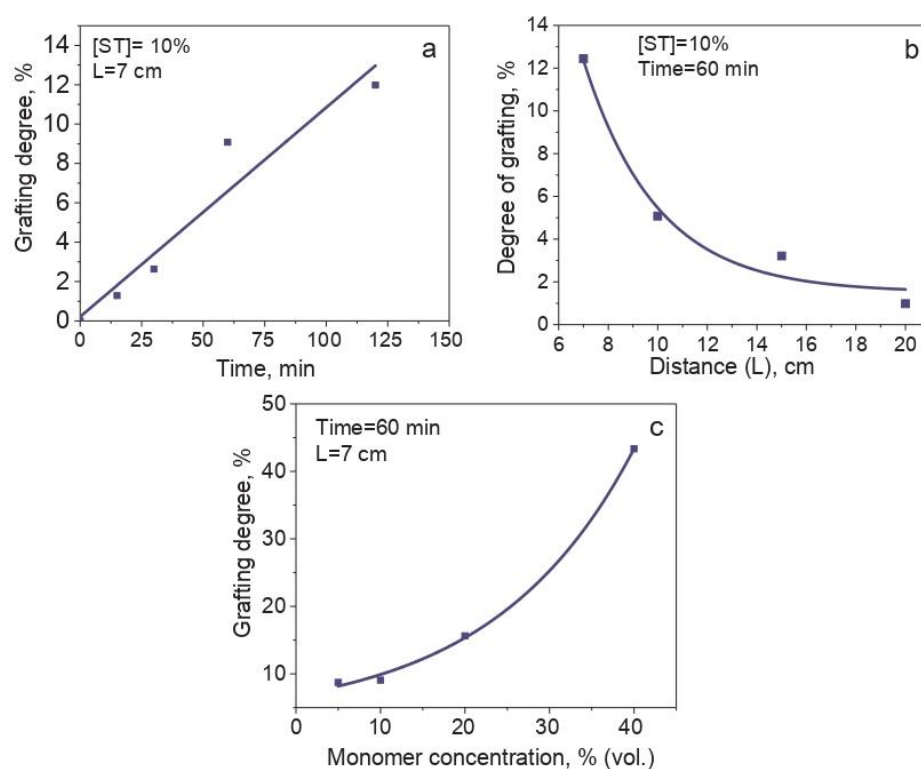 [ST]= 10%
L=7 cm
a
Grafting degree, %
14
12
10
8
6
4
2
0
0 25 50 75 100 125 150
Time, min
[ST]=10%
Time=60 min
b
Degree of grafting, %
14
12
10
8
6
4
2
0
6 8 10 12 14 16 18 20
Distance (L), cm
Time=60 min
L=7 cm
c
Grafting degree, %
50
40
30
20
10
0 10 20 30 40
Monomer concentration, % (vol.)